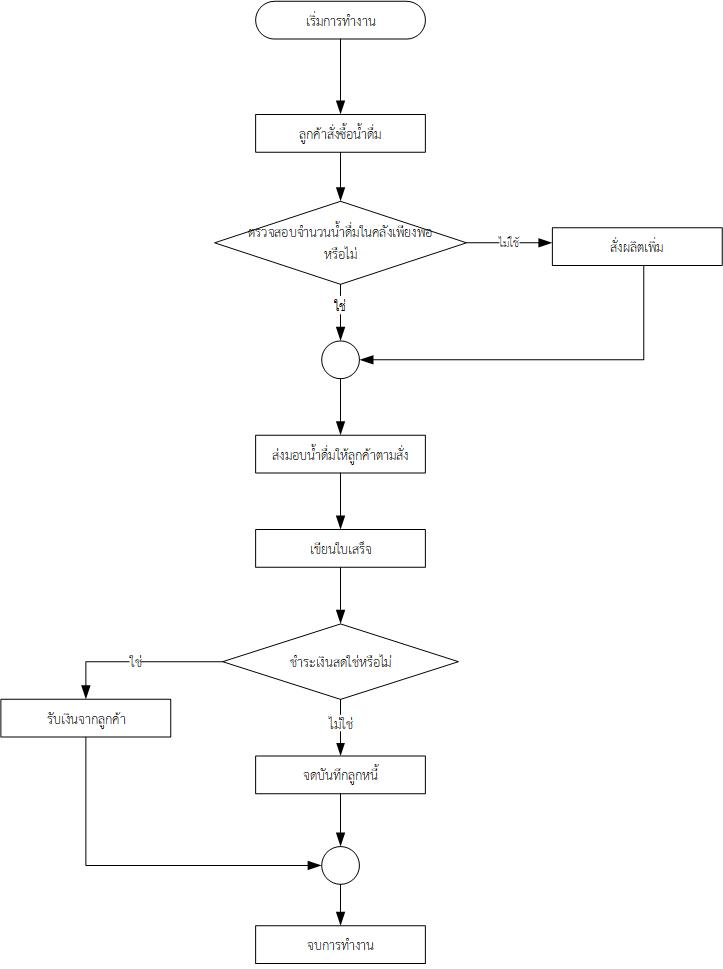 เริ่มการทำงาน
ลูกค้าสั่งซื้อน้ำดื่ม
ตรวจสอบจำนวนน้ำดื่มในคลังเพียงพอ
หรือไม่
ไม่ใช่
สั่งผลิตเพิ่ม
ใช่
ส่งมอบน้ำดื่มให้ลูกค้าตามสั่ง
เขียนใบเสร็จ
ชำระเงินสดใช่หรือไม่
ใช่
รับเงินจากลูกค้า
ไม่ใช่
จดบันทึกลูกหนี้
จบการทำงาน